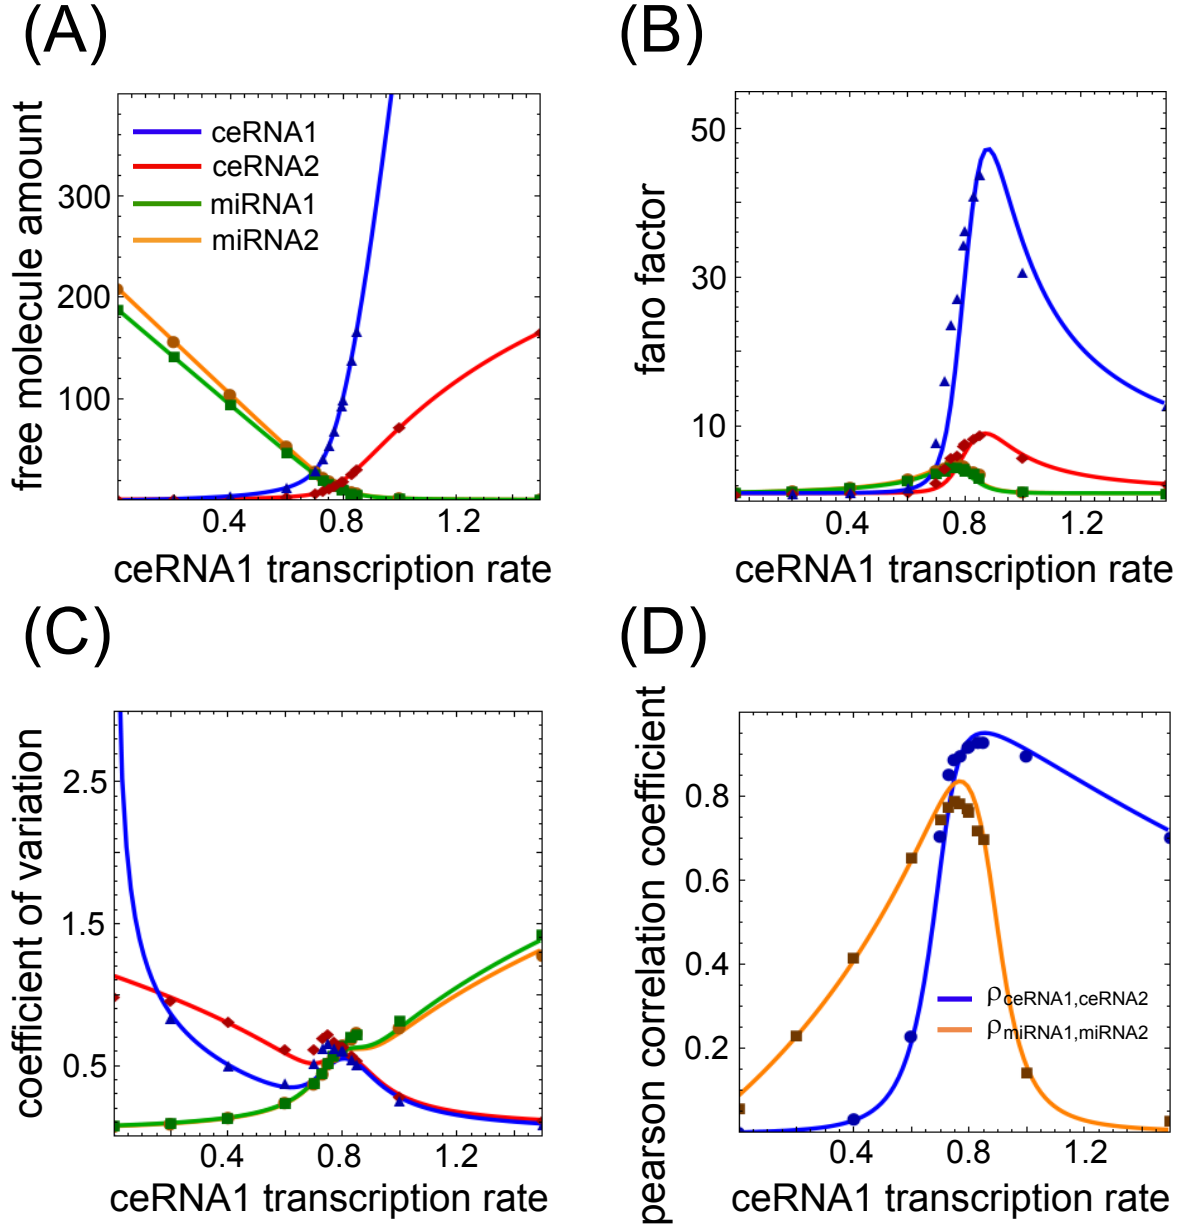 (A)
free molecule amount
300
200
100
ceRNA1
ceRNA2
miRNA1
miRNA2
0.4
0.8
1.2
ceRNA1 transcription rate
(B)
fano factor
50
30
10
0.4
0.8
1.2
ceRNA1 transcription rate
(C)
coefficient of variation
2.5
1.5
0.5
0.4
0.8
1.2
ceRNA1 transcription rate
(D)
pearson correlation coefficient
0.8
0.6
0.4
0.2
ρceRNA1,ceRNA2
ρmiRNA1,miRNA2
0.4
0.8
1.2
ceRNA1 transcription rate